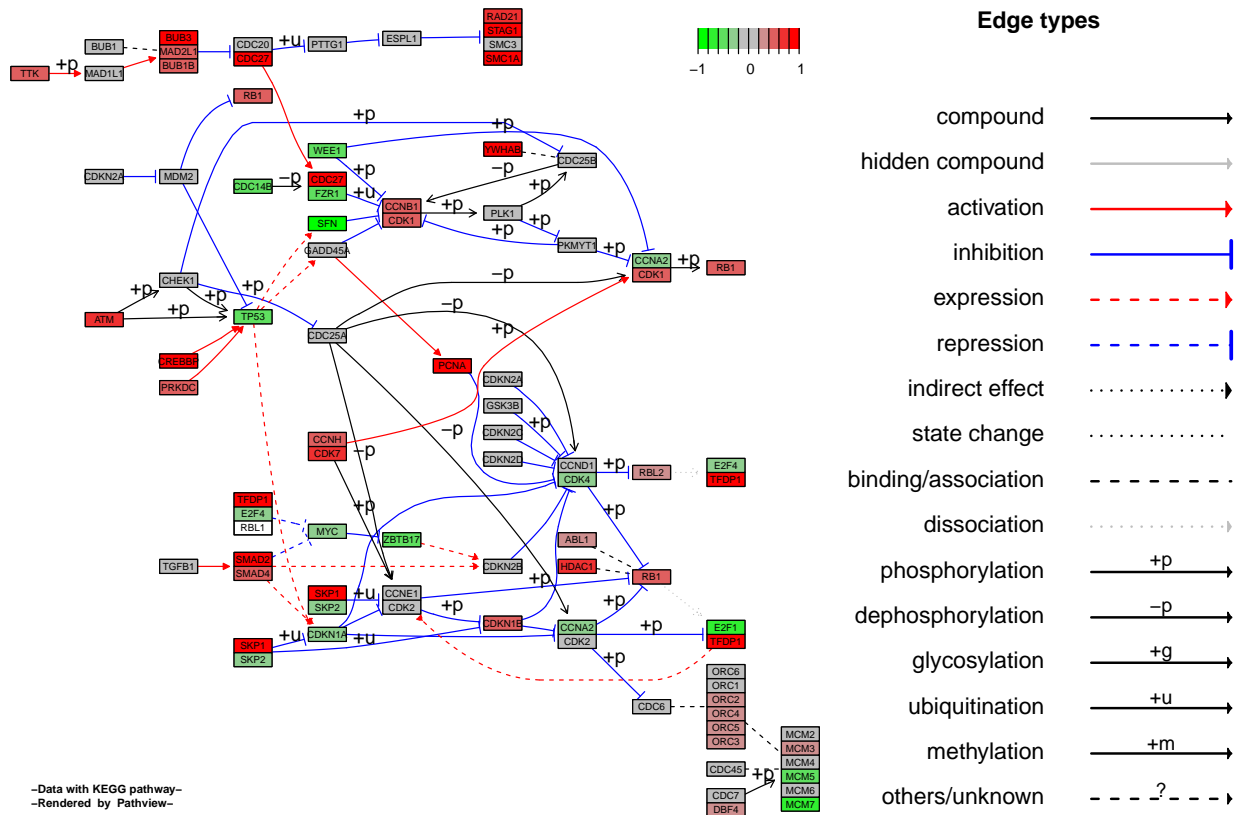 Edge types
−1
0
1
compound
hidden compound
activation
inhibition
expression
repression
indirect effect
state change
binding/association
dissociation
phosphorylation
+p
dephosphorylation
−p
glycosylation
+g
ubiquitination
+u
methylation
+m
others/unknown
?
TTK
+p
BUB1
MAD1L1
BUB3
MAD2L1
BUB1B
CDC20
CDC27
+u
PTTG1
ESPL1
RAD21
STAG1
SMC3
SMC1A
RB1
CDKN2A
MDM2
+p
WEE1
+p
+p
YWHAB
CDC25B
−p
CDC14B
−p
CDC27
FZR1
+u
CCNB1
CDK1
+p
PLK1
+p
+p
PKMYT1
+p
+p
SFN
GADD45A
CCNA2
CDK1
+p
RB1
−p
CHEK1
+p
+p
+p
ATM
+p
TP53
CDC25A
−p
+p
CREBBP
PRKDC
PCNA
CDKN2A
GSK3B
+p
CDKN2C
CDKN2D
CCNH
CDK7
−p
−p
CCND1
CDK4
+p
RBL2
E2F4
TFDP1
+p
+p
TFDP1
E2F4
RBL1
MYC
ZBTB17
ABL1
HDAC1
RB1
TGFB1
SMAD2
SMAD4
CDKN2B
+p
SKP1
SKP2
+u
CCNE1
CDK2
+p
CDKN1B
+p
CCNA2
CDK2
+p
E2F1
TFDP1
CDKN1A
+u
+u
SKP1
SKP2
+p
CDC6
ORC6
ORC1
ORC2
ORC4
ORC5
ORC3
MCM2
MCM3
MCM4
MCM5
MCM6
MCM7
CDC45
+p
CDC7
DBF4
−Data with KEGG pathway−
−Rendered by Pathview−